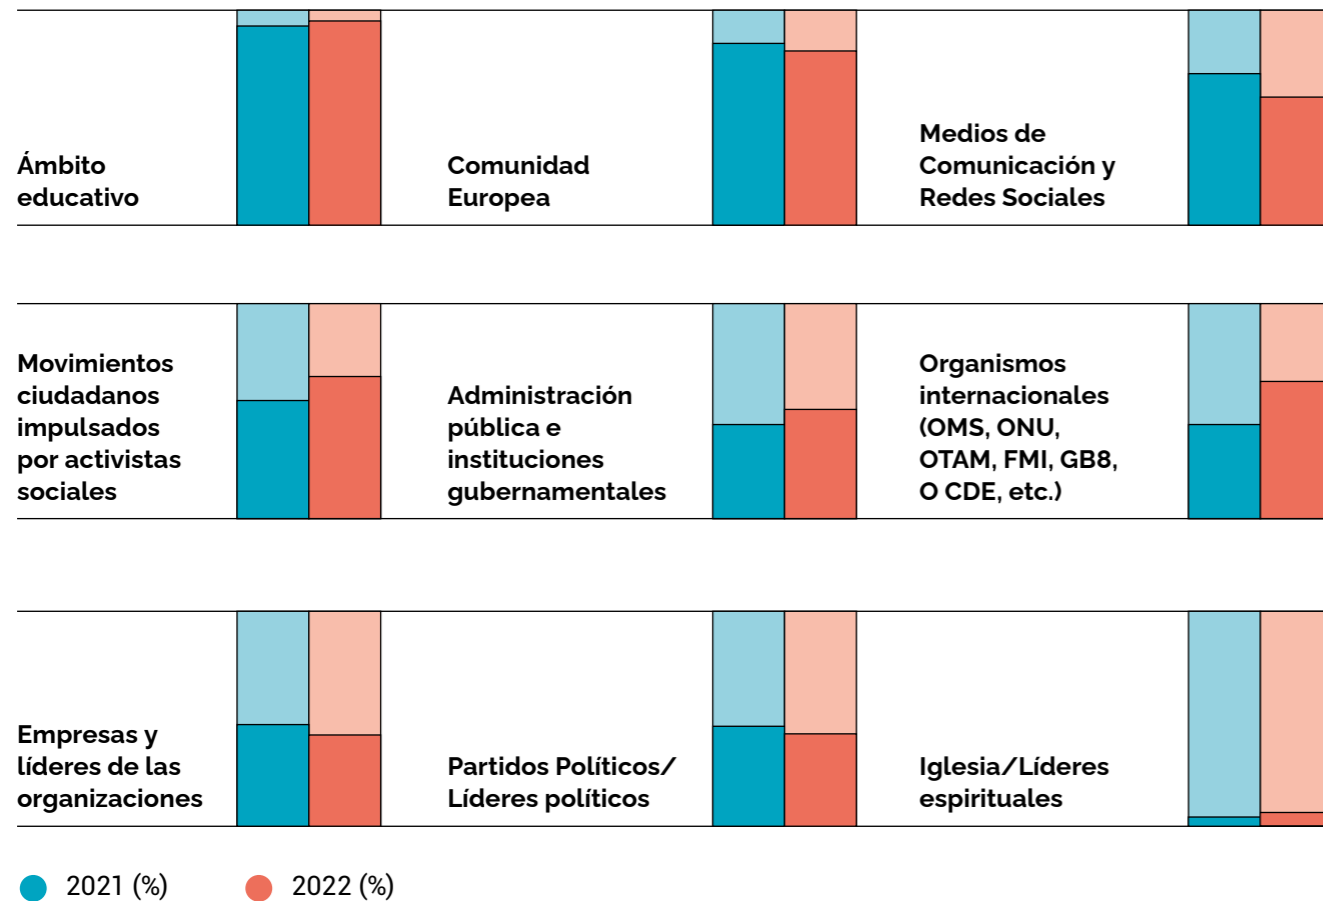 Ámbito
educativo
Comunidad
Europea
Medios de
Comunicación y
Redes Sociales
Movimientos
ciudadanos
impulsados
por activistas
sociales
Administración
pública e
instituciones
gubernamentales
Organismos
internacionales
(OMS, ONU,
OTAM, FMI, GB8,
O CDE, etc.)
Empresas y
líderes de las
organizaciones
Partidos Políticos/
Líderes políticos
Iglesia/Líderes
espirituales
2021 (%)
2022 (%)